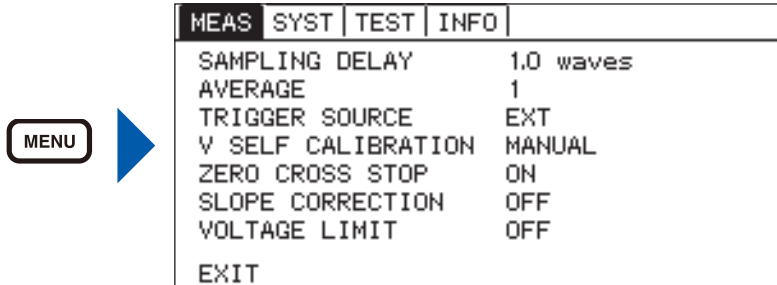 MEAS SYST TEST INFO
MENU
SAMPLING DELAY 1.0 waves
AVERAGE 1
TRIGGER SOURCE EXT
V SELF CALIBRATION MANUAL
ZERO CROSS STOP ON
SLOPE CORRECTION OFF
VOLTAGE LIMIT OFF
EXIT